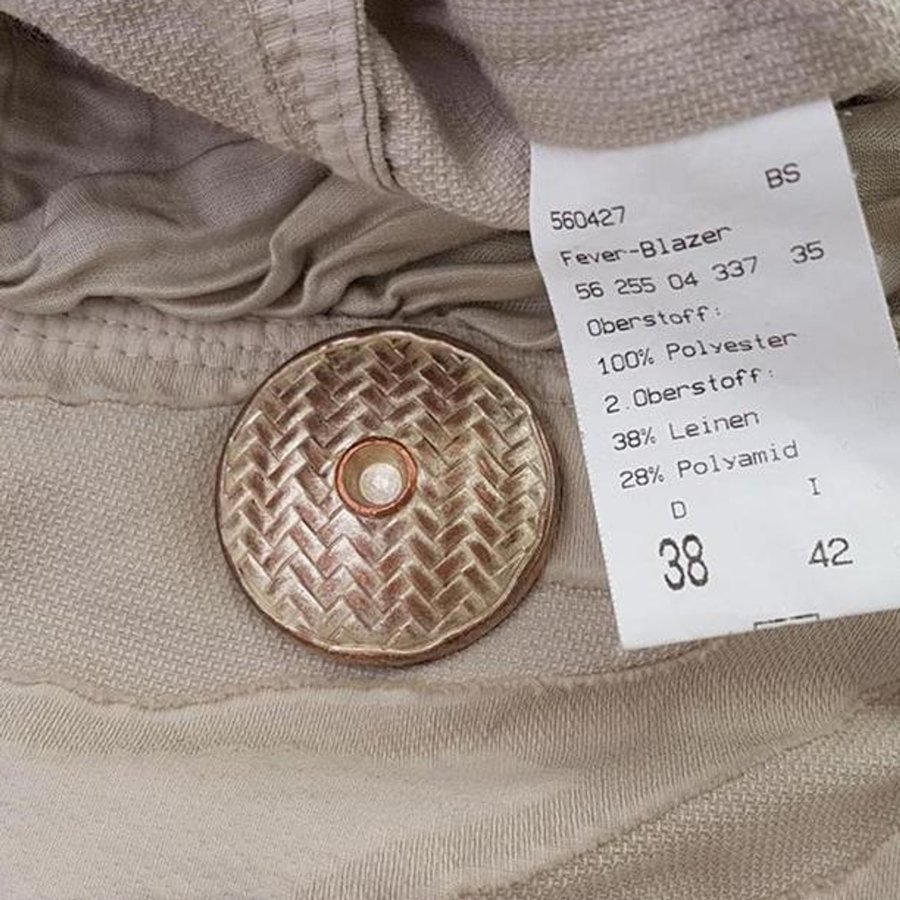 BS
560427
Fever-Blazer
56 255 04 337 35
Oberstoff:
100% Polyester
2.Oberstoff:
38% Leinen
28% Polyamid
D I
38 42